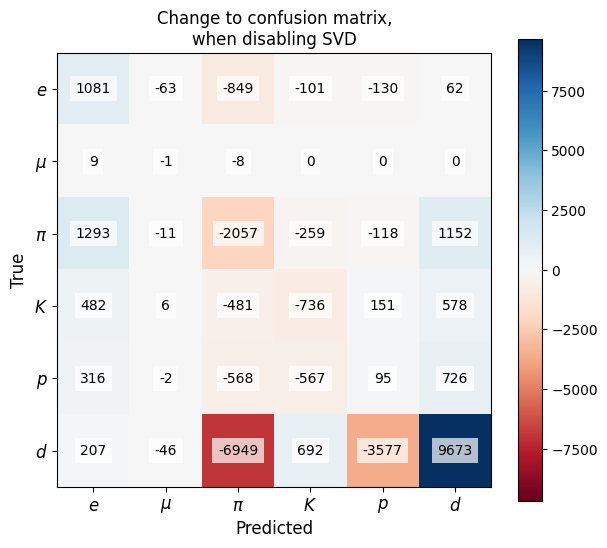 Change to confusion matrix,
when disabling SVD
e 1081 -63 -849 -101 -130 62
μ 9 -1 -8 0 0 0
π 1293 -11 -2057 -259 -118 1152
K 482 6 -481 -736 151 578
p 316 -2 -568 -567 95 726
d 207 -46 -6949 692 -3577 9673
e μ π K p d
Predicted
True
7500
5000
2500
0
−2500
−5000
−7500